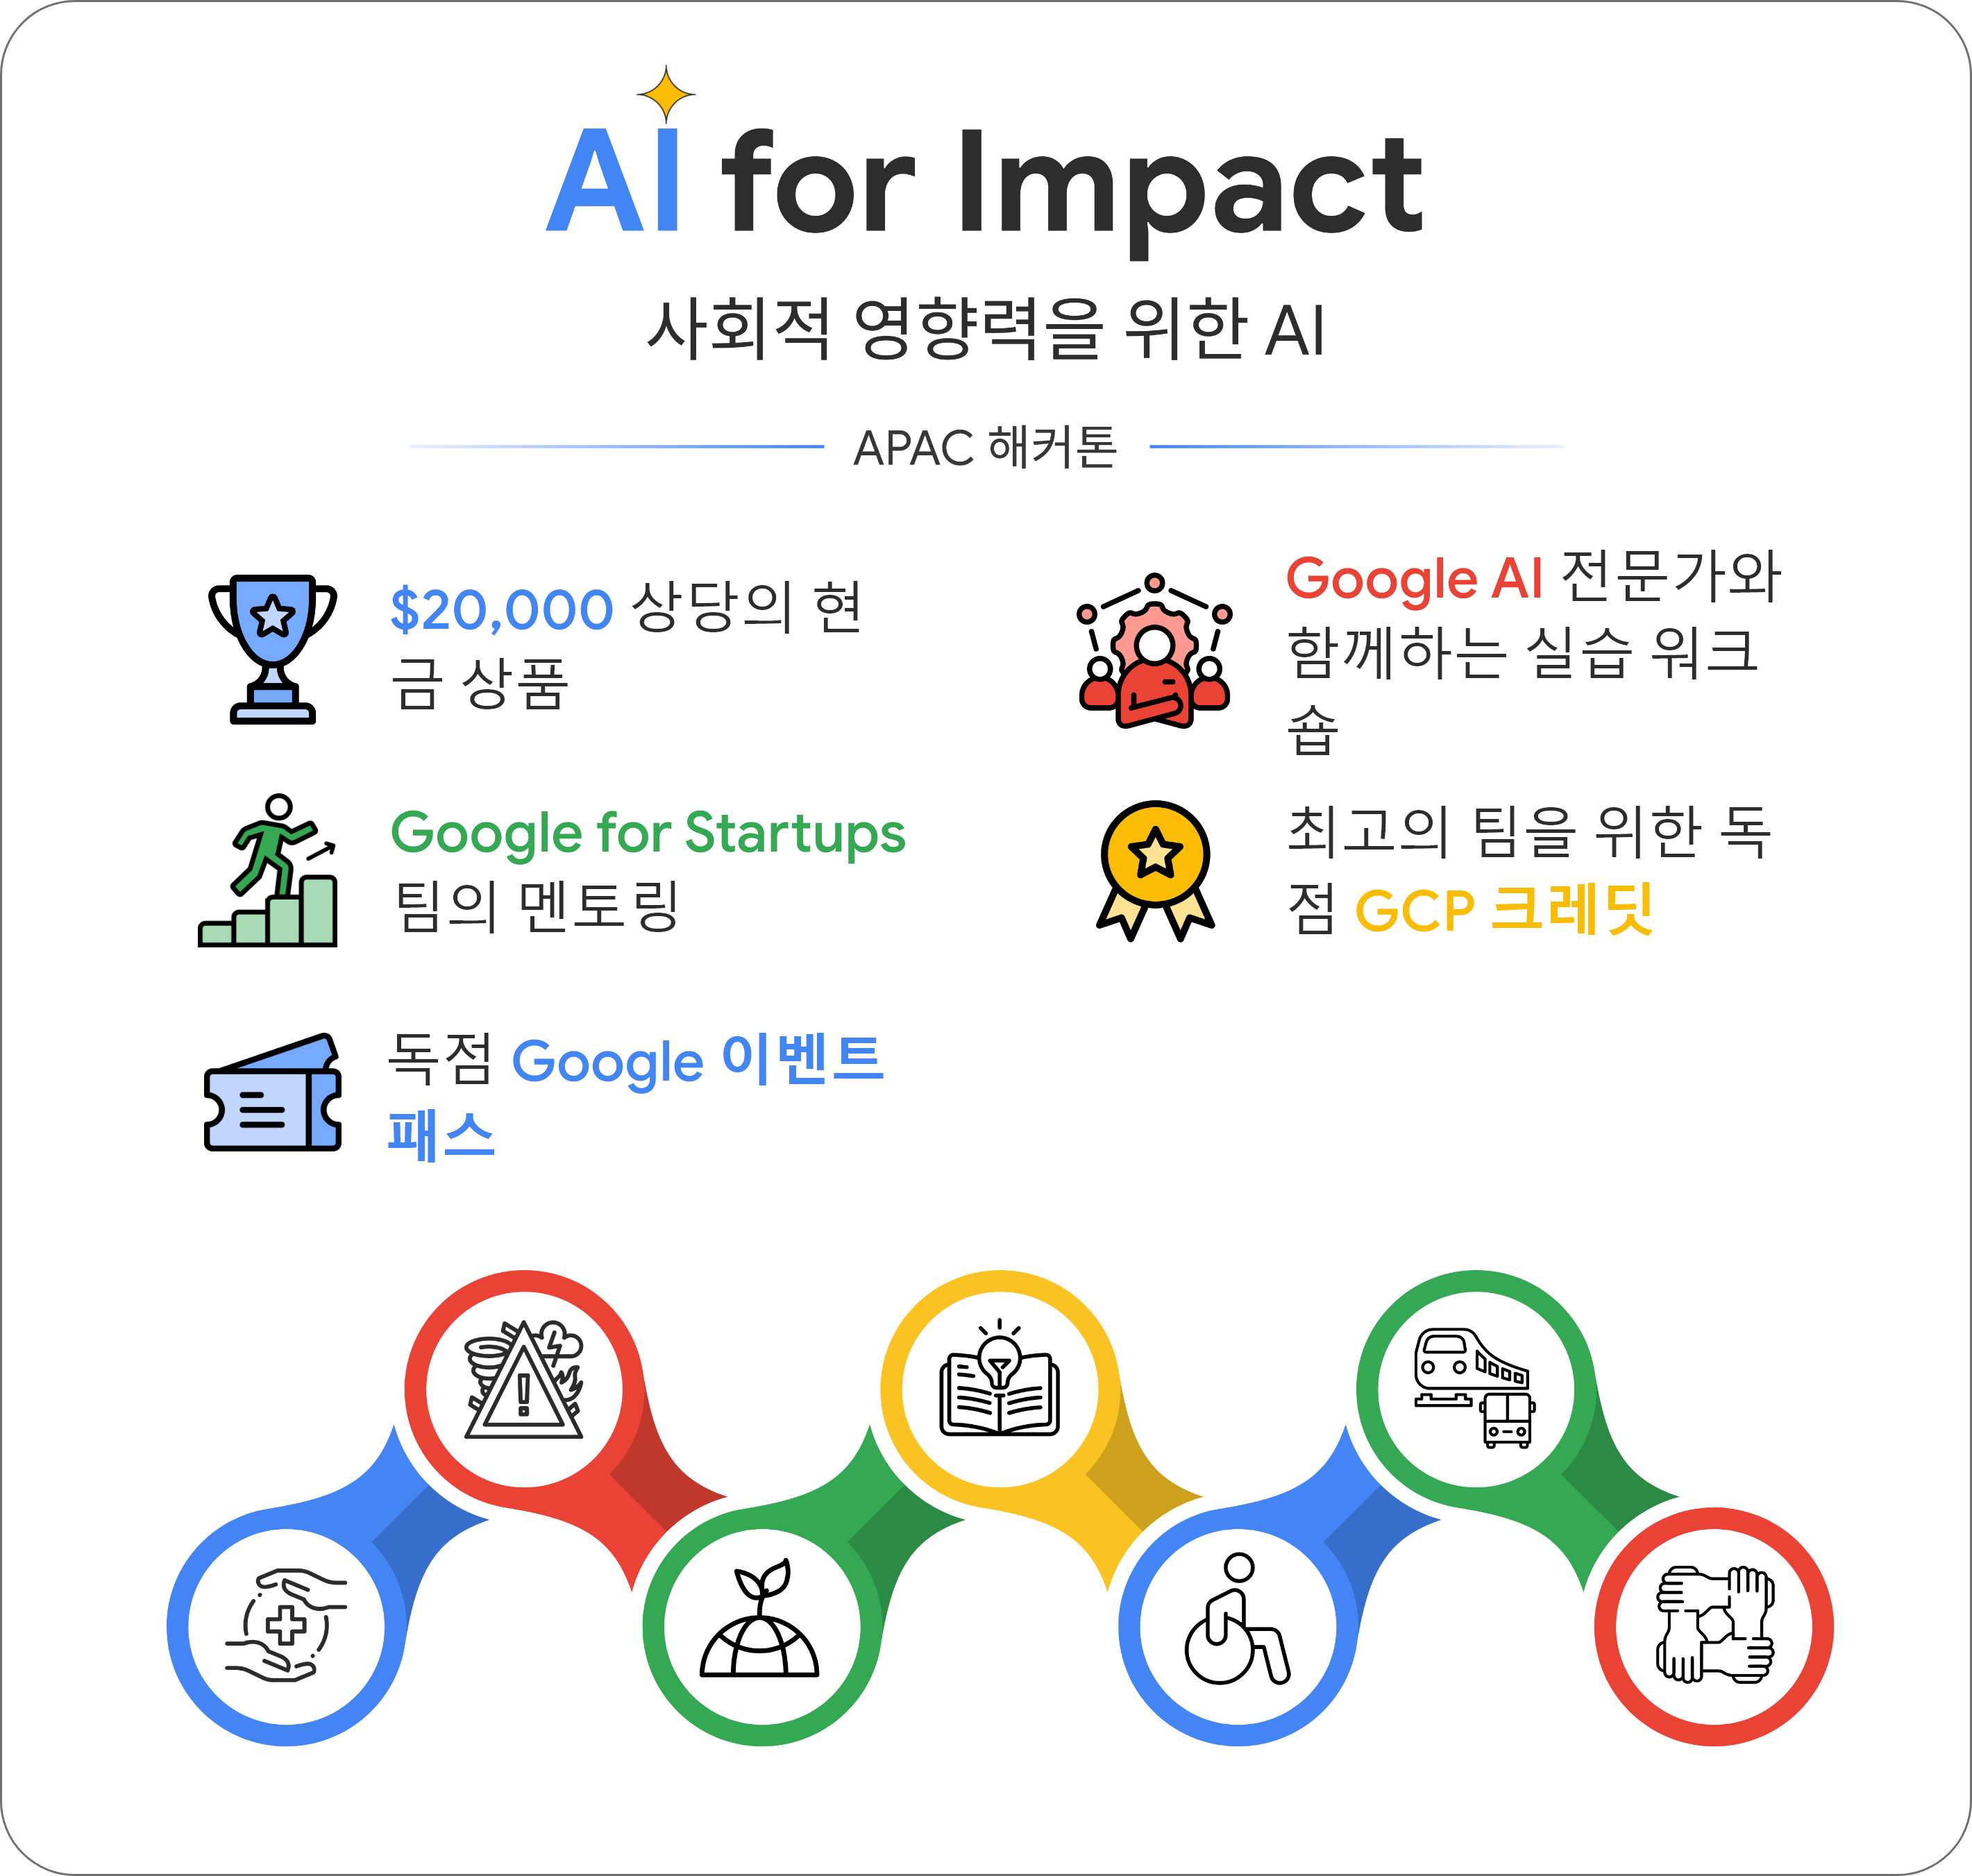 AI for Impact
사회적 영향력을 위한 AI
APAC 해커톤
$20,000 상당의 현
금 상품
Google AI 전문가와
함께하는 실습 워크
숍
Google for Startups
팀의 멘토링
최고의 팀을 위한 독
점 GCP 크래딧
독점 Google 이벤트
패스